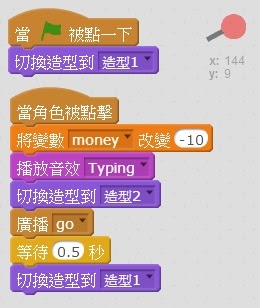 當 被點一下
切換造型到 造型1
x: 144
y: 9
當角色被點擊
將變數 money 改變 -10
播放音效 Typing
切換造型到 造型2
廣播 go
等待 0.5 秒
切換造型到 造型1